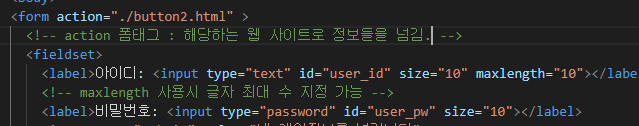 <body>
<form action="./button2.html" >
<!-- action 폼태그 : 해당하는 웹 사이트로 정보들을 넘김. -->
<fieldset>
<label>아이디: <input type="text" id="user_id" size="10" maxlength="10"></label>
<!-- maxlength 사용시 글자 최대 수 지정 가능 -->
<label>비밀번호: <input type="password" id="user_pw" size="10"></label>